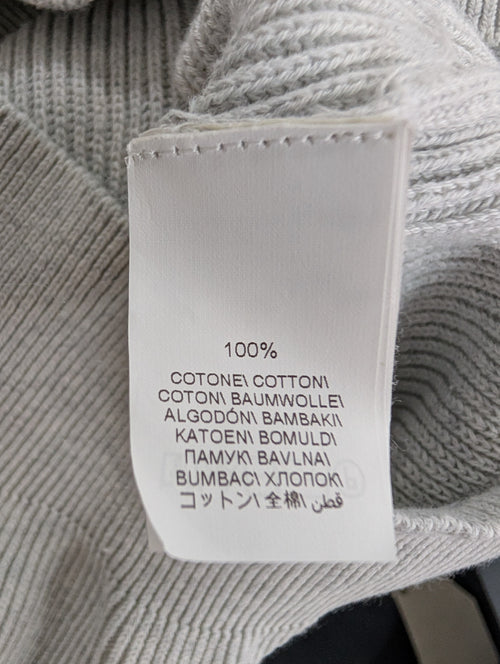 100%
COTONE\ COTTON\
COTON\ BAUMWOLLE\
ALGODÓN\ BAMBAKI\
KATOEN\ BOMULD\
ПАМУК\ BAVLNA\
BUMBAC\ ХЛОПОК\
コットン\ 全棉\ قطن